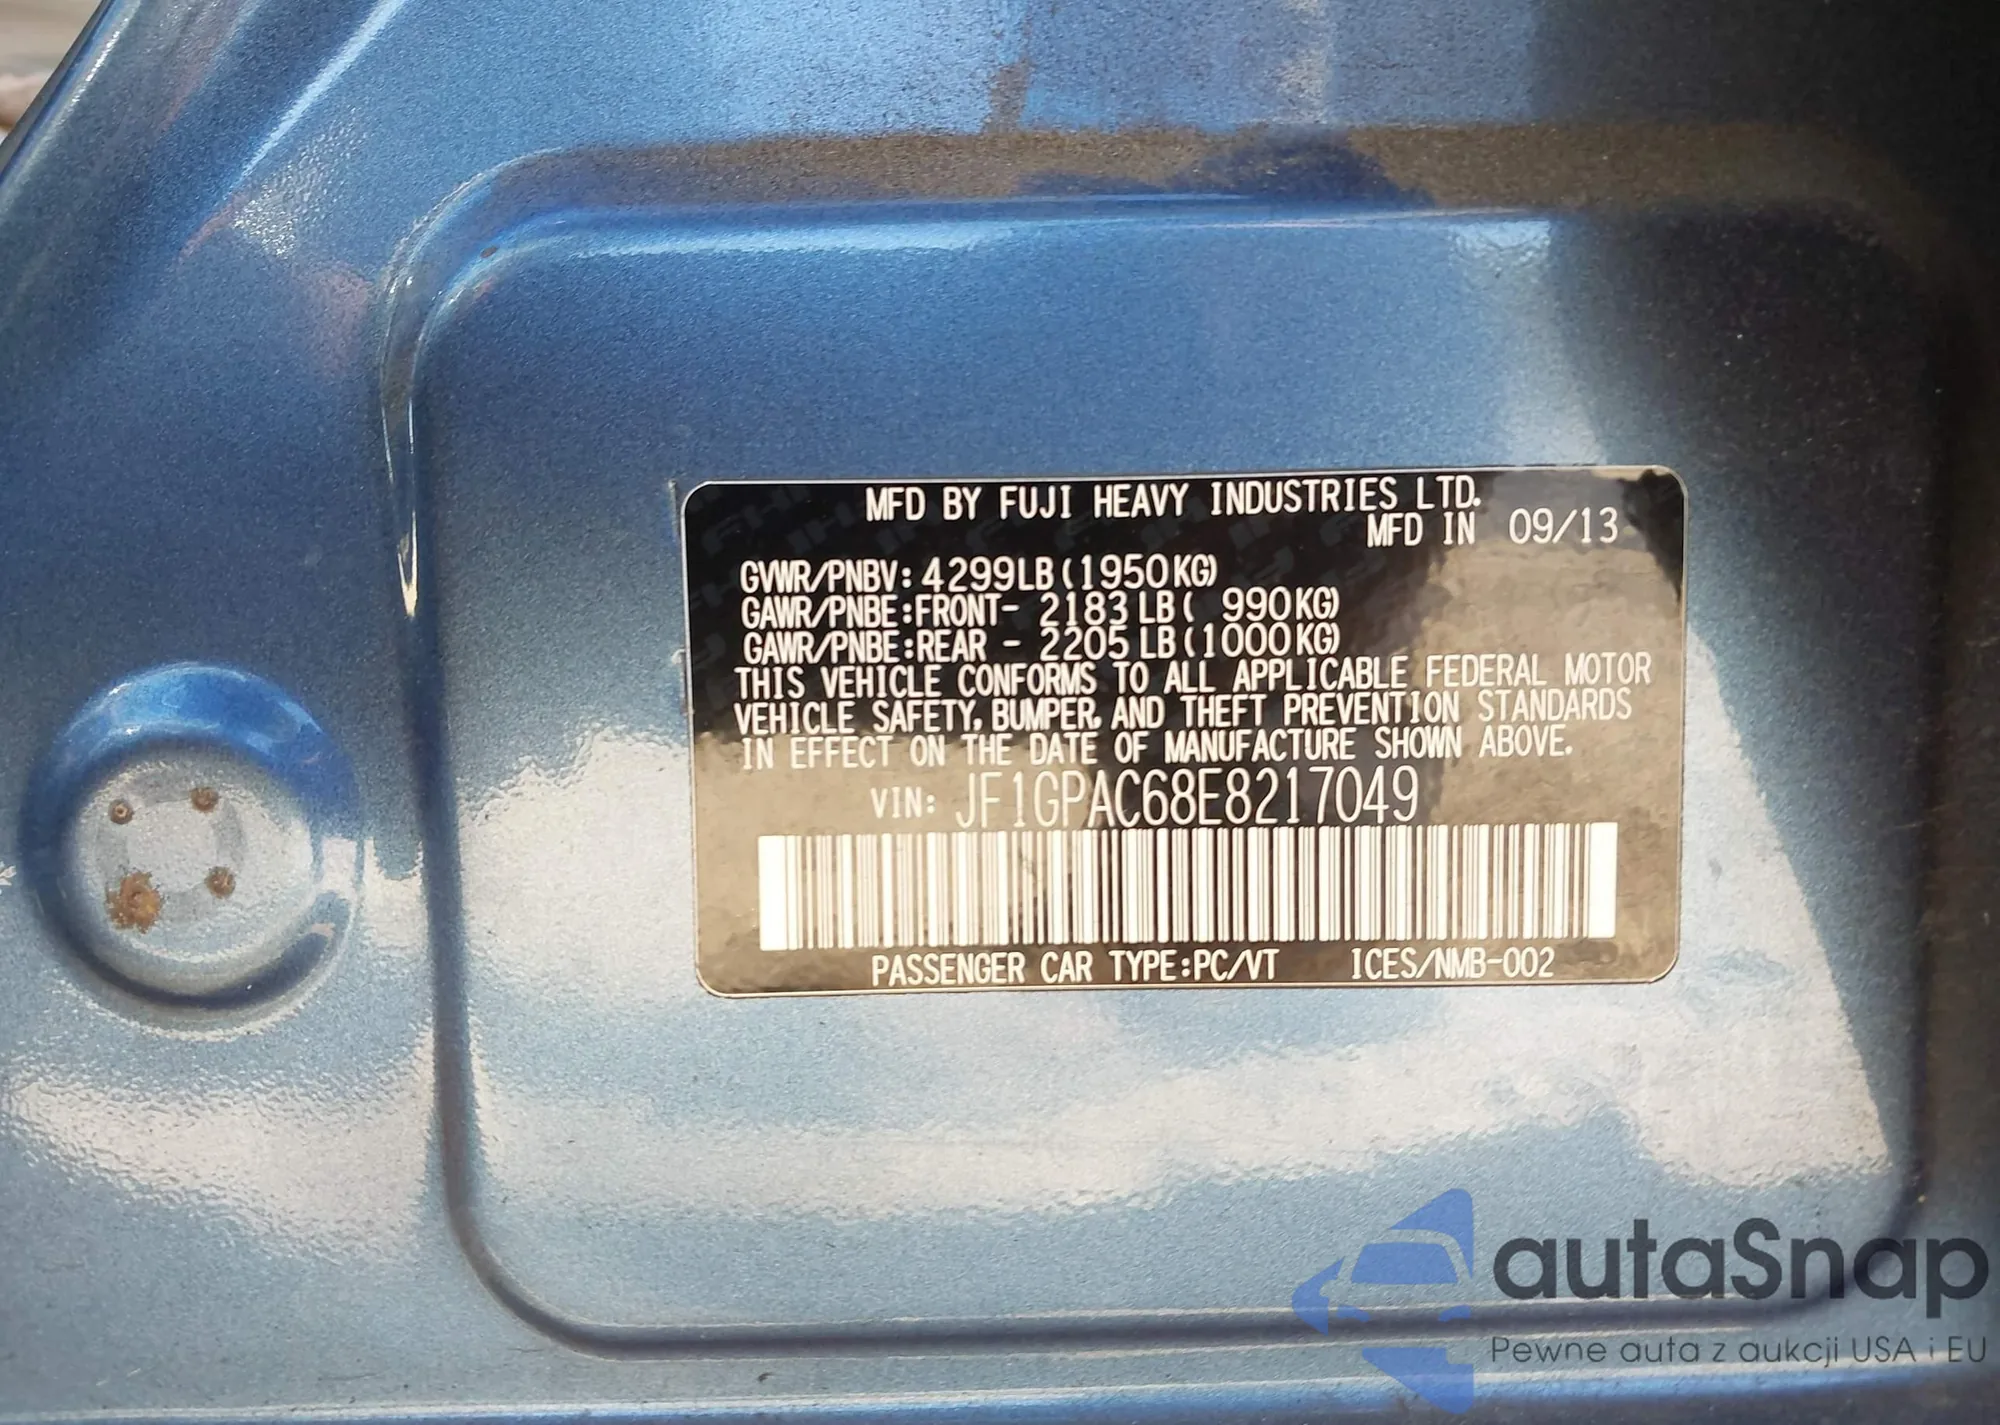 MFD BY FUJI HEAVY INDUSTRIES LTD.
MFD IN 09/13
GVWR/PNBV: 4299LB(1950KG)
GAWR/PNBE:FRONT- 2183LB( 990KG)
GAWR/PNBE:REAR - 2205LB(1000KG)
THIS VEHICLE CONFORMS TO ALL APPLICABLE FEDERAL MOTOR
VEHICLE SAFETY, BUMPER, AND THEFT PREVENTION STANDARDS
IN EFFECT ON THE DATE OF MANUFACTURE SHOWN ABOVE.
VIN: JF1GPAC68E8217049
PASSENGER CAR TYPE:PC/VT ICES/NMB-002
autaSnap
Pewne auta z aukcji USA i EU